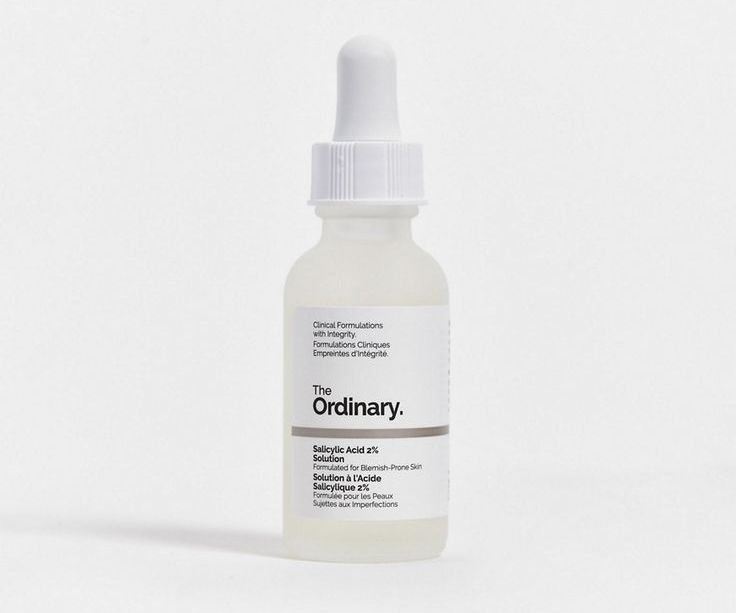 Clinical Formulations
with Integrity.
Formulations Cliniques
Empreintes d'Intégrité.
The
Ordinary.
Salicylic Acid 2%
Solution
Formulated for Blemish-Prone Skin
Solution à l'Acide
Salicylique 2%
Formulée pour les Peaux
Sujettes aux Imperfections